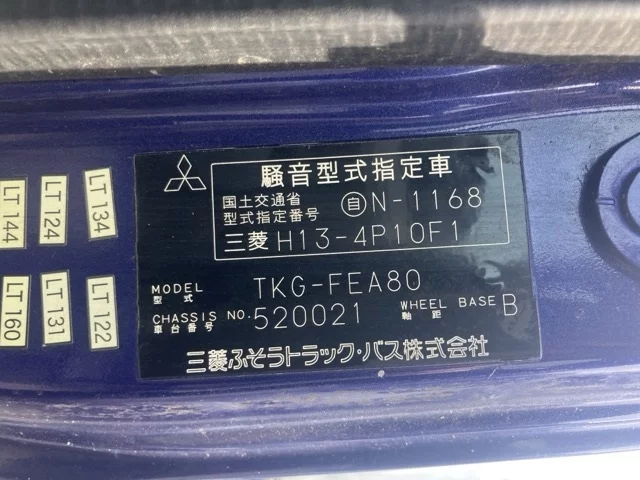 騒音型式指定車
国土交通省
型式指定番号 自 N-1168
三菱 H13-4P10F1
MODEL
型式 TKG-FEA80
CHASSIS NO.
車台番号 520021 WHEEL BASE
軸距 B
三菱ふそうトラック・バス株式会社
LT 144
LT 124
LT 134
LT 160
LT 131
LT 122